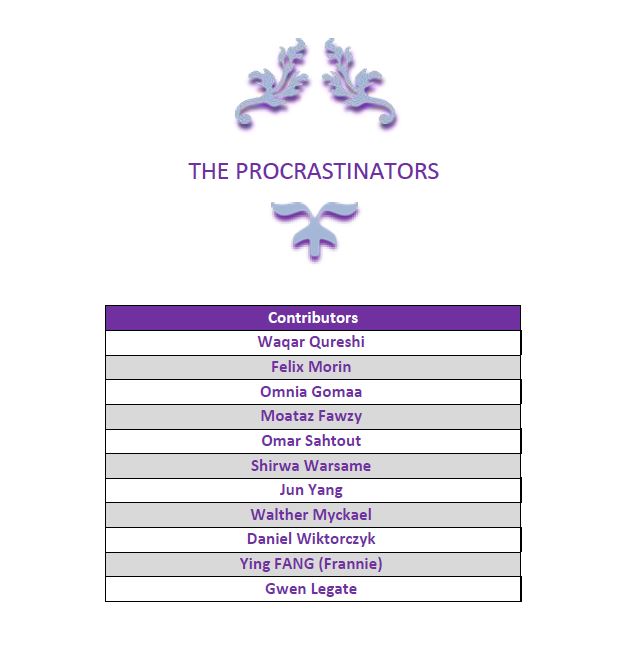 THE PROCRASTINATORS
Contributors
Waqar Qureshi
Felix Morin
Omnia Gomaa
Moataz Fawzy
Omar Sahtout
Shirwa Warsame
Jun Yang
Walther Myckael
Daniel Wiktorczyk
Ying FANG (Frannie)
Gwen Legate